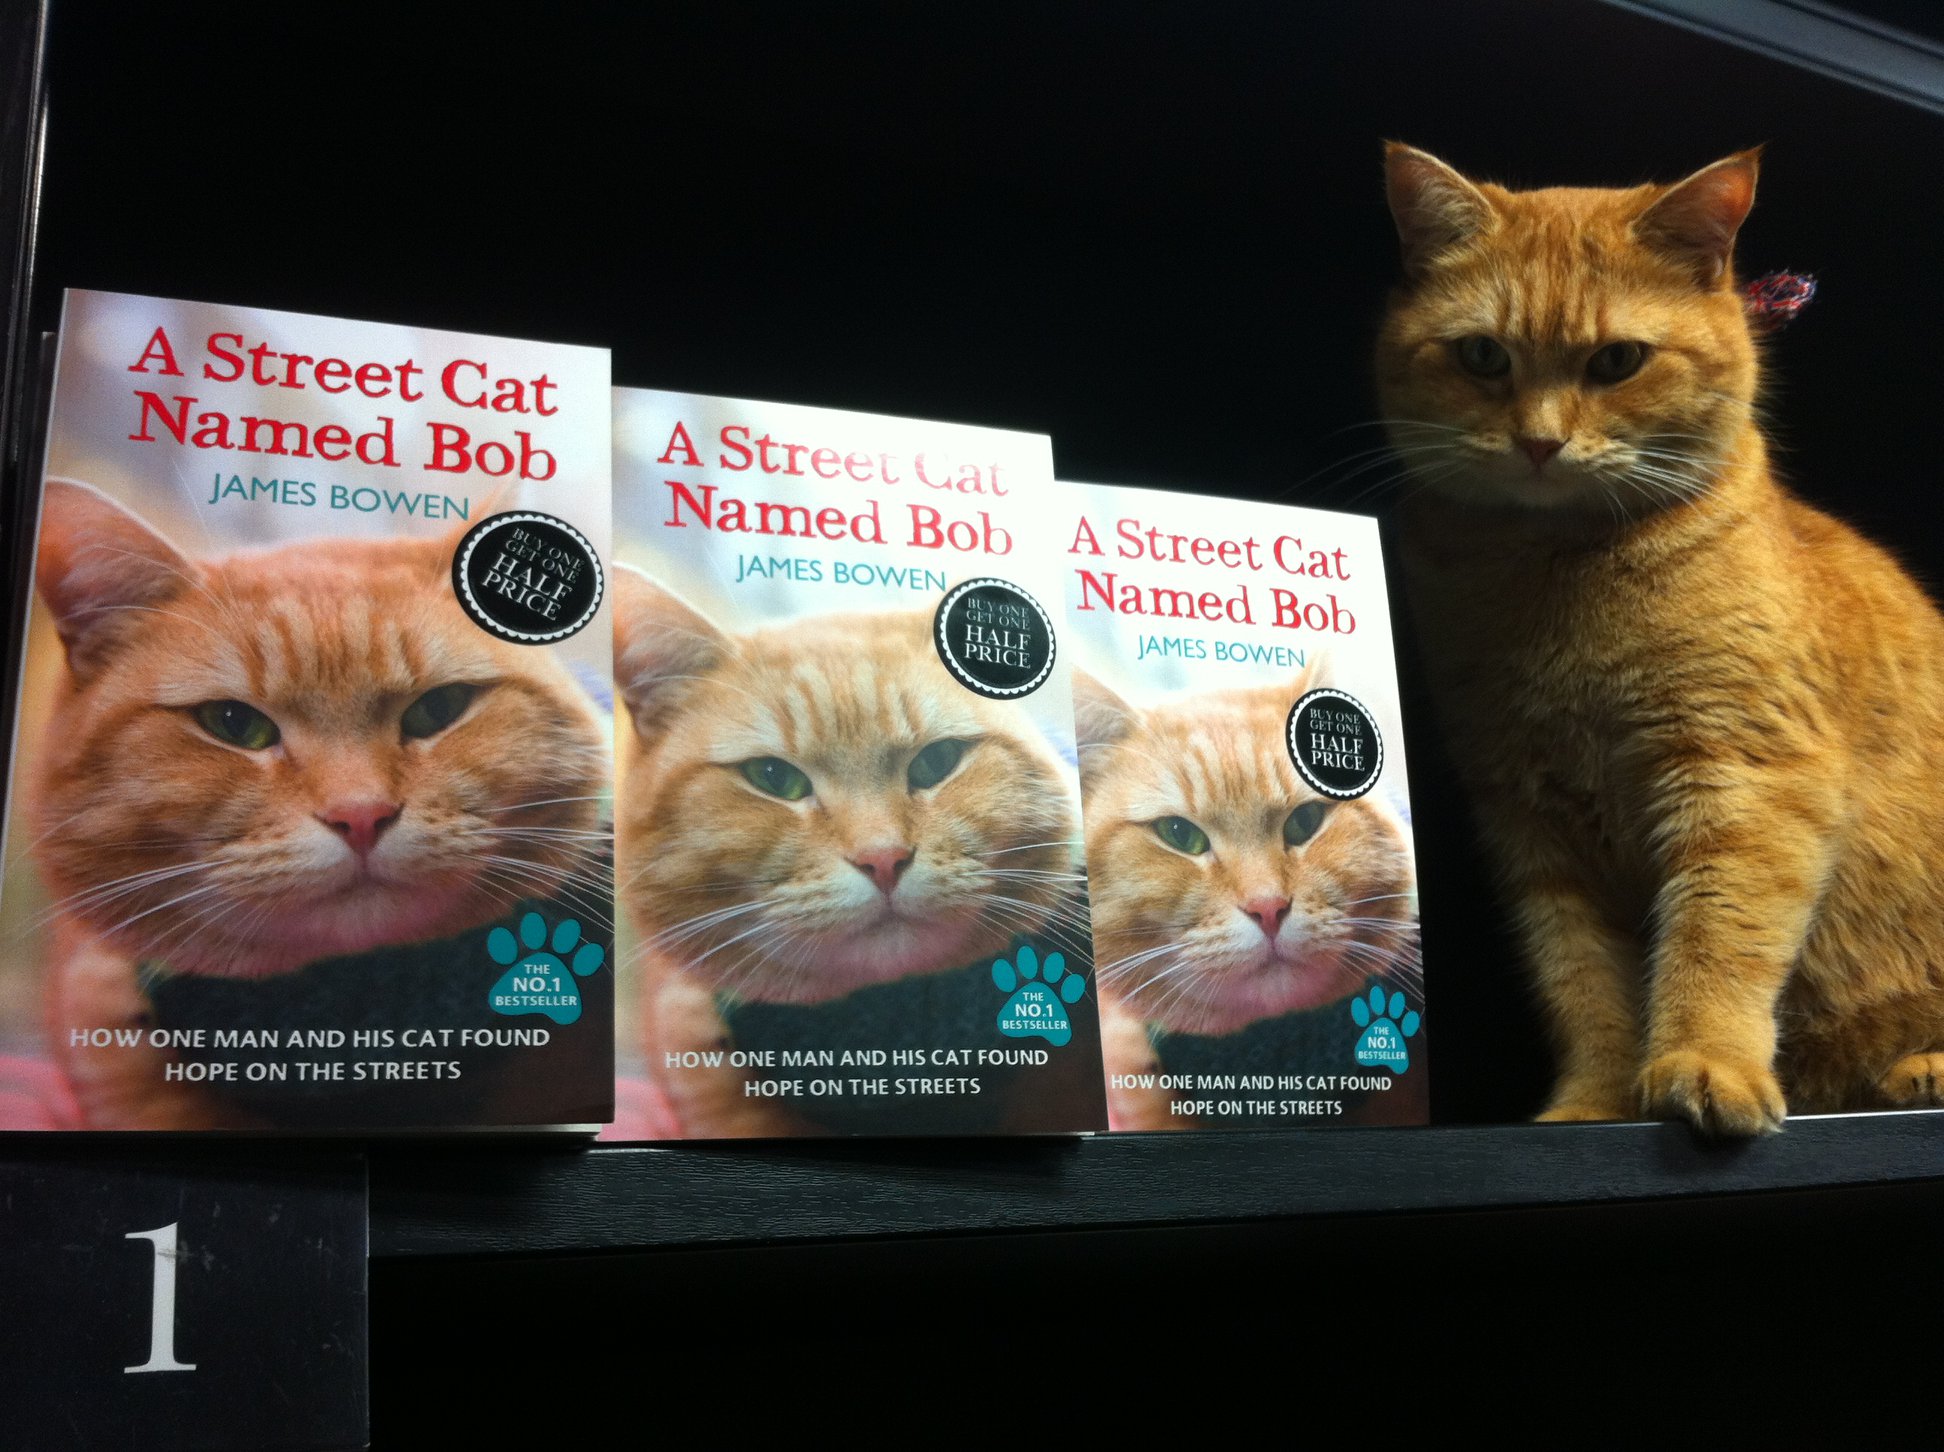 A Street Cat
Named Bob
JAMES BOWEN
BUY ONE
GET ONE
HALF
PRICE
THE
NO.1
BESTSELLER
HOW ONE MAN AND HIS CAT FOUND
HOPE ON THE STREETS
A Street Cat
Named Bob
JAMES BOWEN
BUY ONE
GET ONE
HALF
PRICE
THE
NO.1
BESTSELLER
HOW ONE MAN AND HIS CAT FOUND
HOPE ON THE STREETS
A Street Cat
Named Bob
JAMES BOWEN
BUY ONE
GET ONE
HALF
PRICE
THE
NO.1
BESTSELLER
HOW ONE MAN AND HIS CAT FOUND
HOPE ON THE STREETS
1